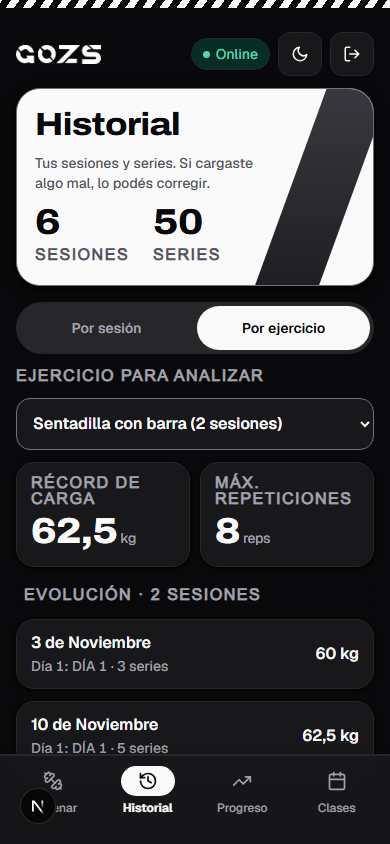 GOZS
Online
Historial
Tus sesiones y series. Si cargaste
algo mal, lo podés corregir.
6
50
SESIONES
SERIES
Por sesión
Por ejercicio
EJERCICIO PARA ANALIZAR
Sentadilla con barra (2 sesiones)
RÉCORD DE
CARGA
62,5 kg
MÁX.
REPETICIONES
8 reps
EVOLUCIÓN · 2 SESIONES
3 de Noviembre
Día 1: DÍA 1 · 3 series
60 kg
10 de Noviembre
Día 1: DÍA 1 · 5 series
62,5 kg
N
Historial
Progreso
Clases